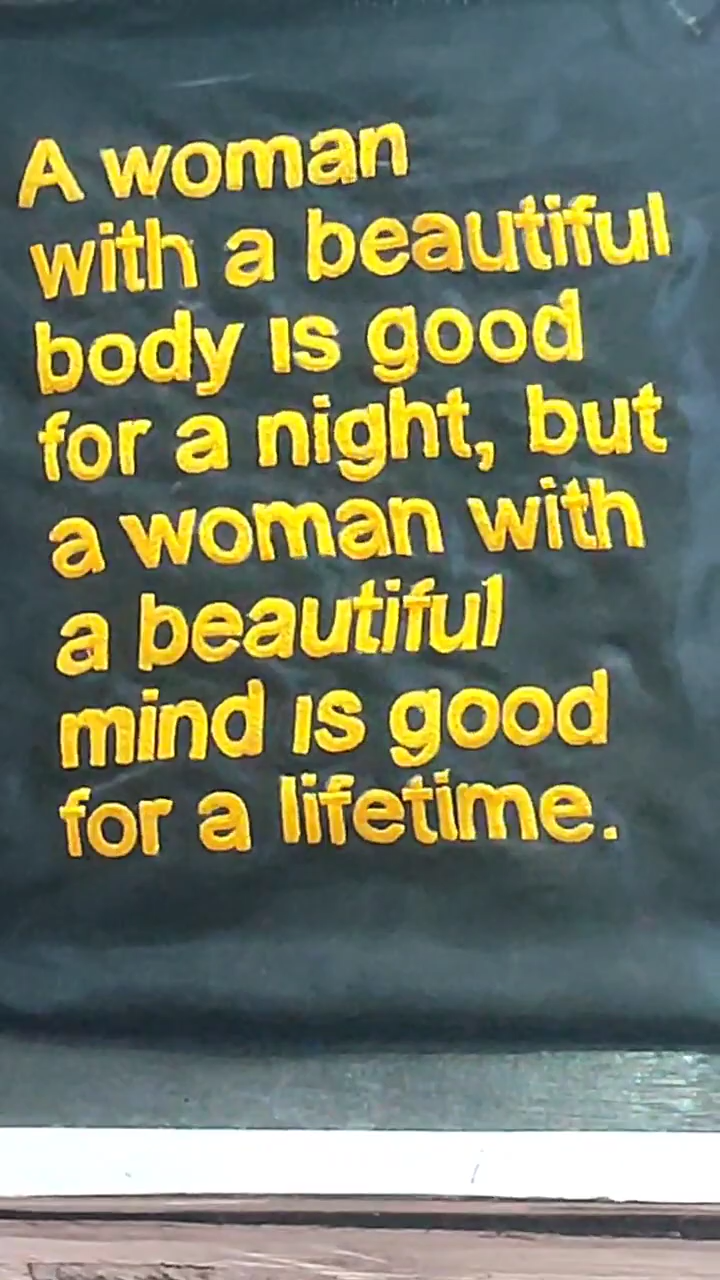 A woman
with a beautiful
body is good
for a night, but
a woman with
a beautiful
mind is good
for a lifetime.